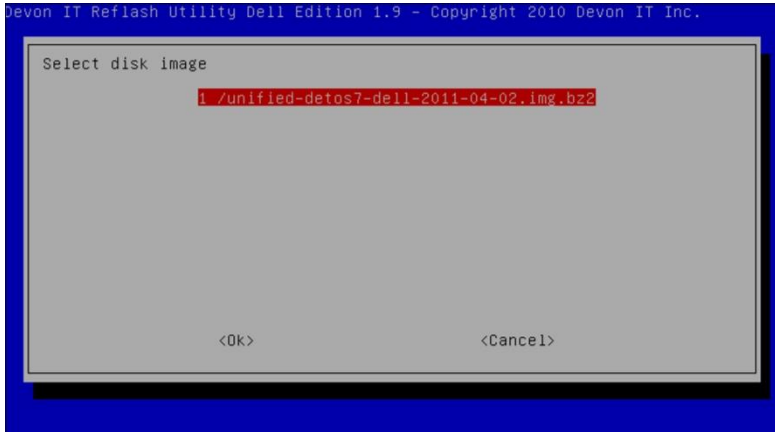 Devon IT Reflash Utility Dell Edition 1.9 - Copyright 2010 Devon IT Inc.
Select disk image
1 /unified-detos7-dell-2011-04-02.img.bz2
<Ok> <Cancel>